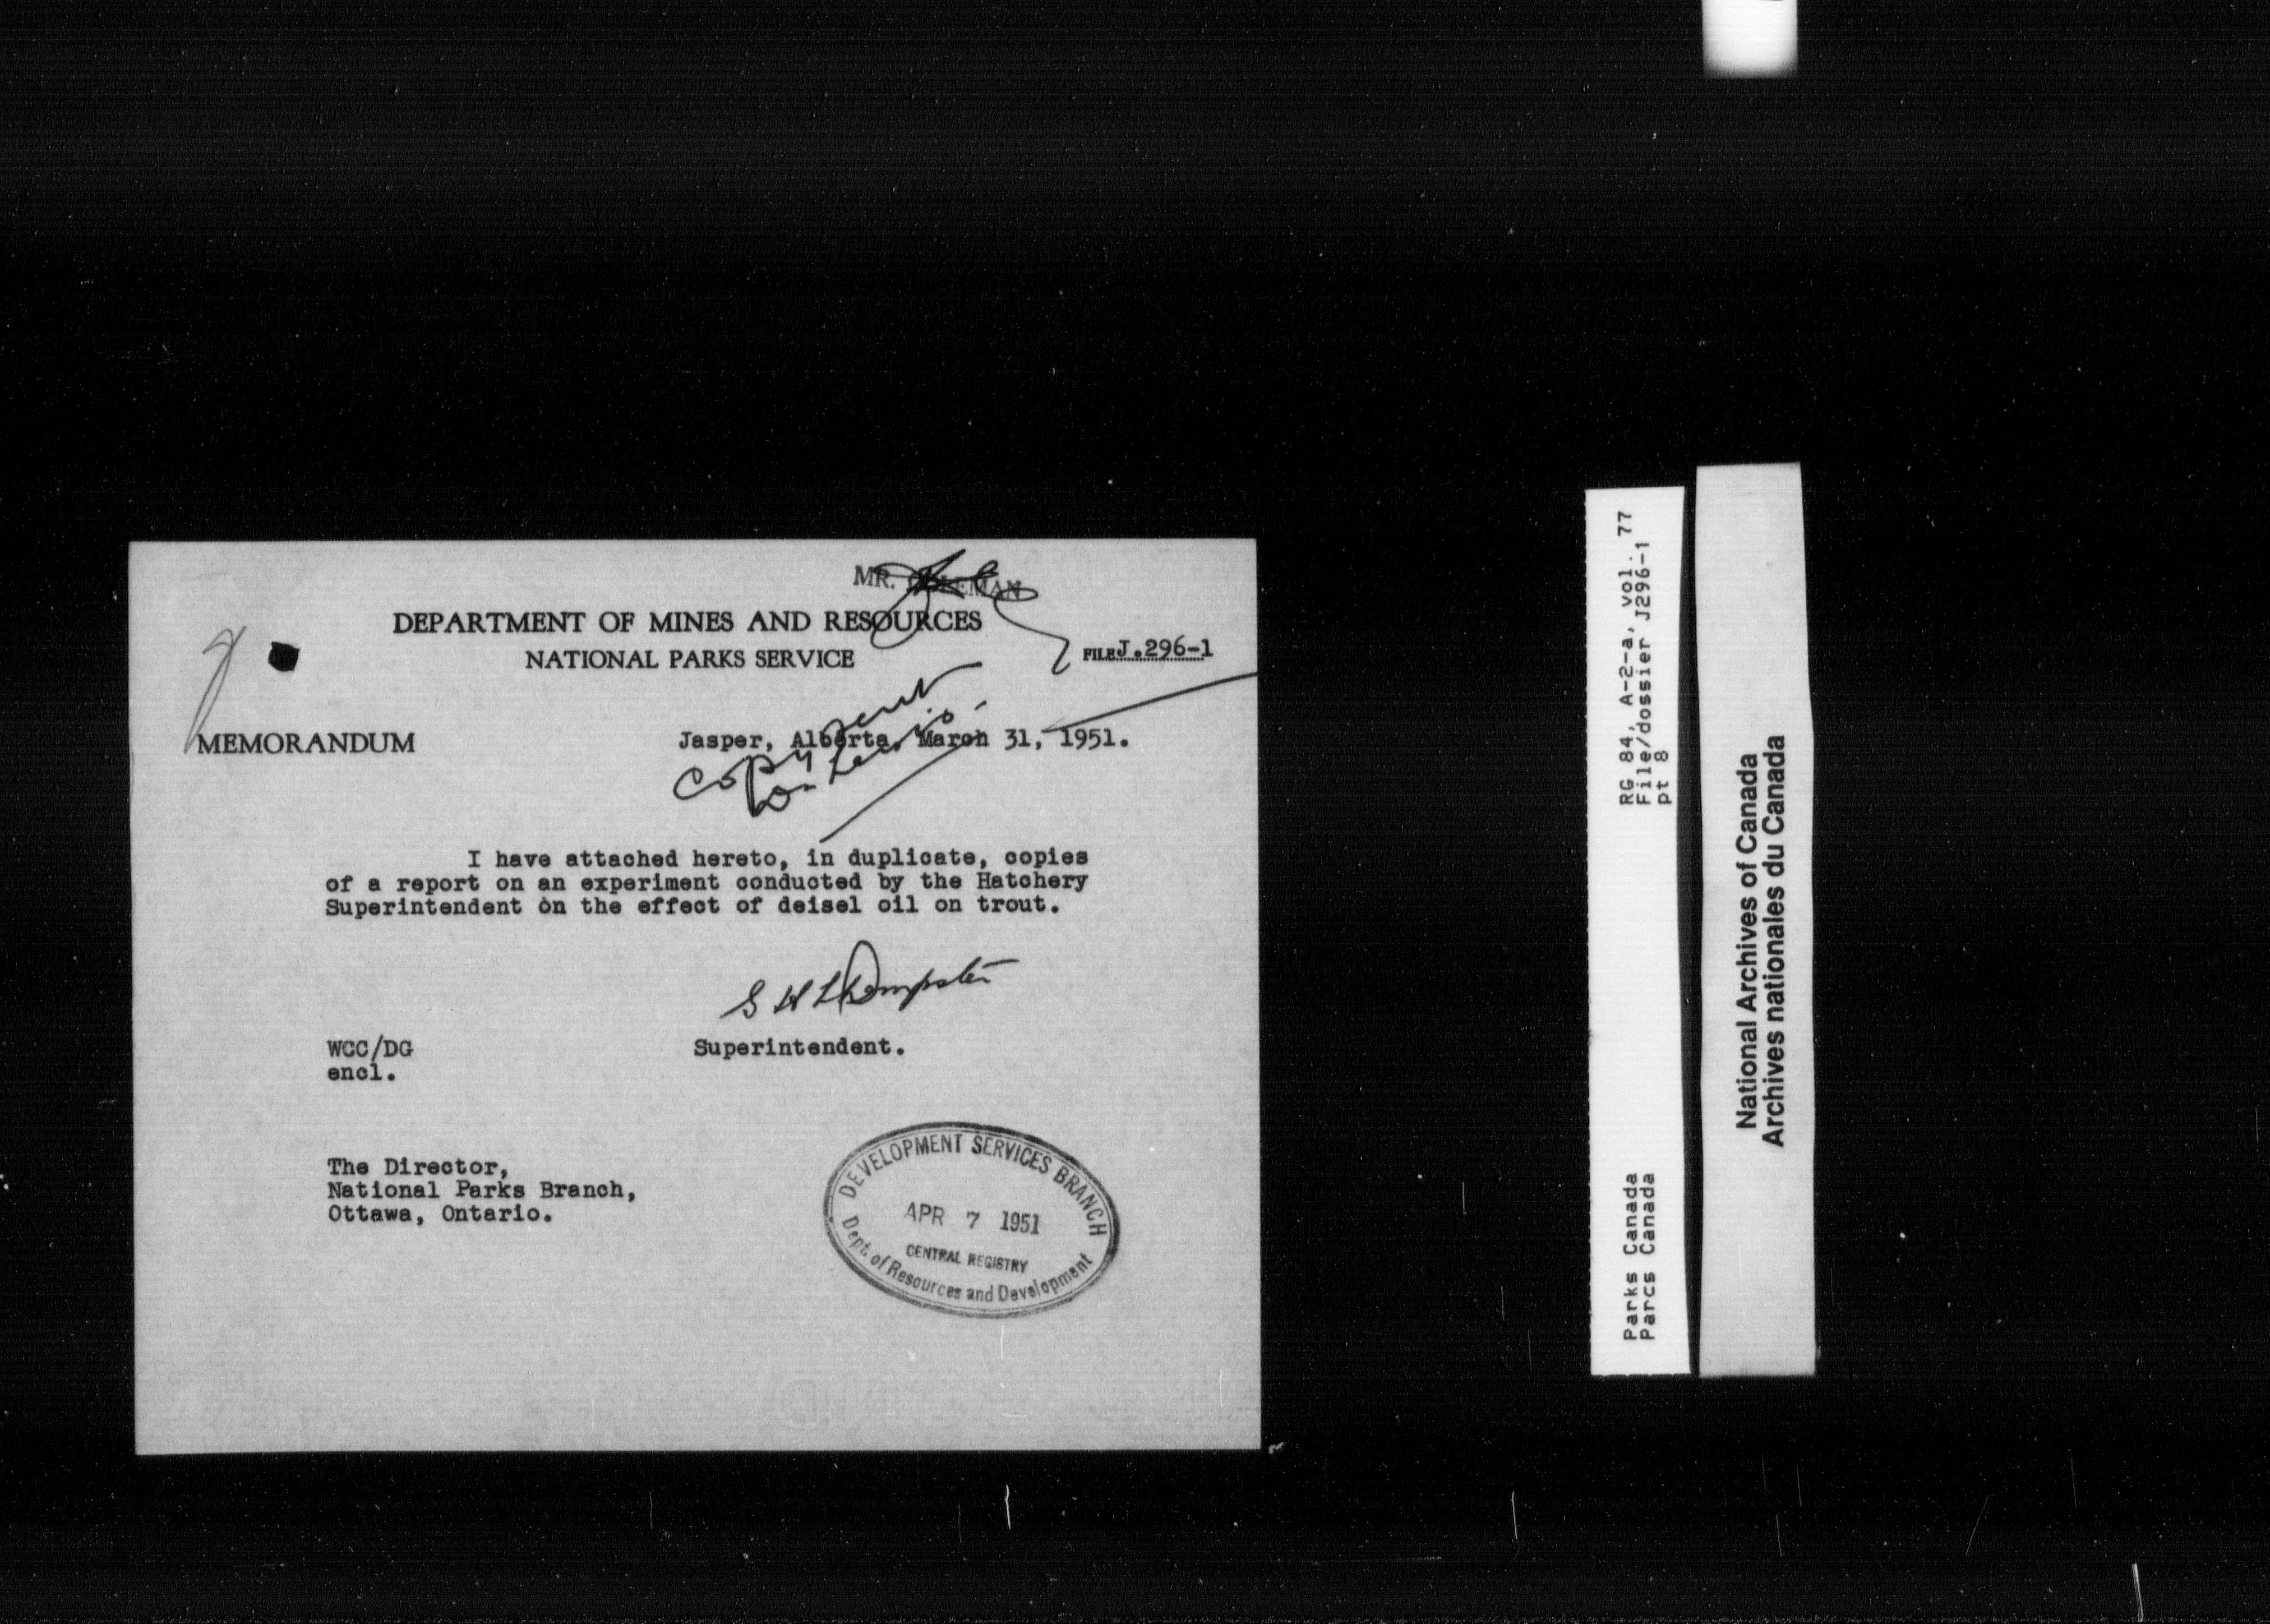 MR. COLEMAN
DEPARTMENT OF MINES AND RESOURCES
NATIONAL PARKS SERVICE
FILE J.296-1
MEMORANDUM
Jasper, Alberta, March 31, 1951.
Copy sent
I have attached hereto, in duplicate, copies
of a report on an experiment conducted by the Hatchery
Superintendent on the effect of deisel oil on trout.
Dempster
Superintendent.
WCC/DG
encl.
The Director,
National Parks Branch,
Ottawa, Ontario.
DEVELOPMENT SERVICES BRANCH
APR 7 1951
CENTRAL REGISTRY
Dept. of Resources and Development
RG 84, A-2-a, vol. 77
File/dossier J296-1
pt 8
Parks Canada
Parcs Canada
National Archives of Canada
Archives nationales du Canada